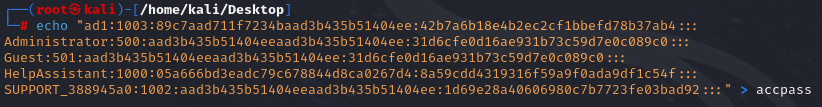 ┌──(root㉿kali)-[/home/kali/Desktop]
└─# echo "ad1:1003:89c7aad711f7234baad3b435b51404ee:42b7a6b18e4b2ec2cf1bbefd78b37ab4:::
Administrator:500:aad3b435b51404eeaad3b435b51404ee:31d6cfe0d16ae931b73c59d7e0c089c0:::
Guest:501:aad3b435b51404eeaad3b435b51404ee:31d6cfe0d16ae931b73c59d7e0c089c0:::
HelpAssistant:1000:05a666bd3eadc79c678844d8ca0267d4:8a59cdd4319316f59a9f0ada9df1c54f:::
SUPPORT_388945a0:1002:aad3b435b51404eeaad3b435b51404ee:1d69e28a40606980c7b7723fe03bad92:::" > accpass